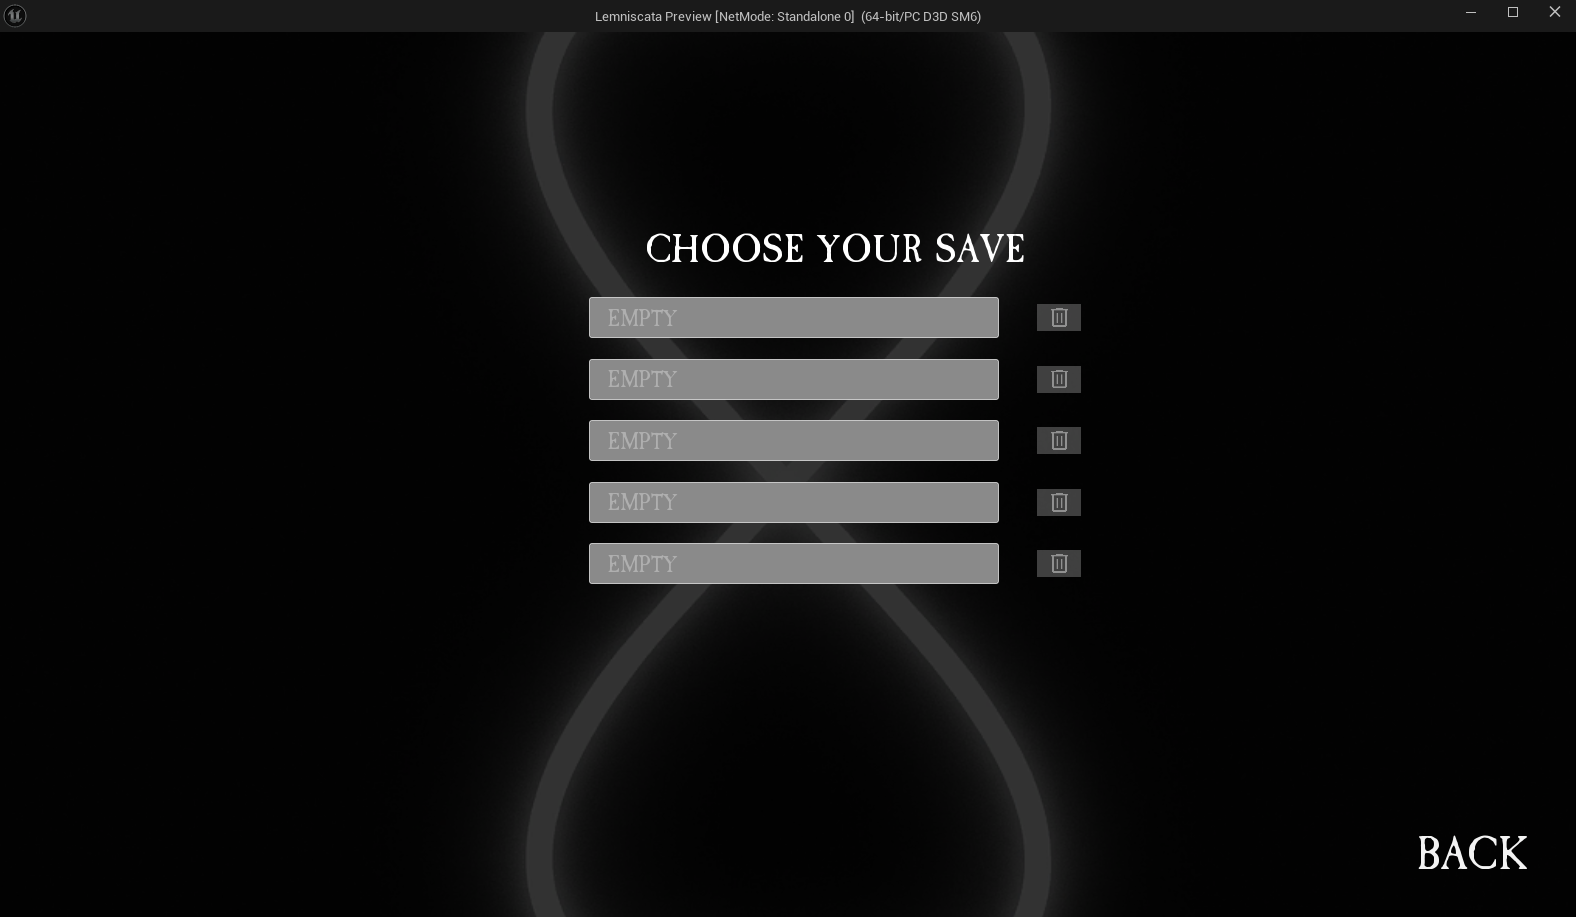 Lemniscata Preview [NetMode: Standalone 0]  (64-bit/PC D3D SM6)
CHOOSE YOUR SAVE
EMPTY
EMPTY
EMPTY
EMPTY
EMPTY
BACK